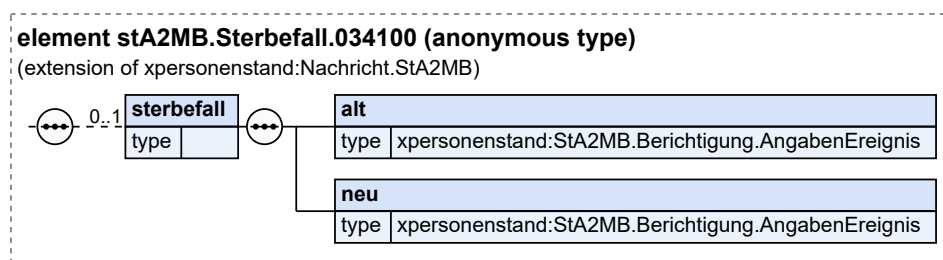 element stA2MB.Sterbefall.034100 (anonymous type)
(extension of xpersonenstand:Nachricht.StA2MB)
0..1
sterbefall
type
alt
type xpersonenstand:StA2MB.Berichtigung.AngabenEreignis
neu
type xpersonenstand:StA2MB.Berichtigung.AngabenEreignis